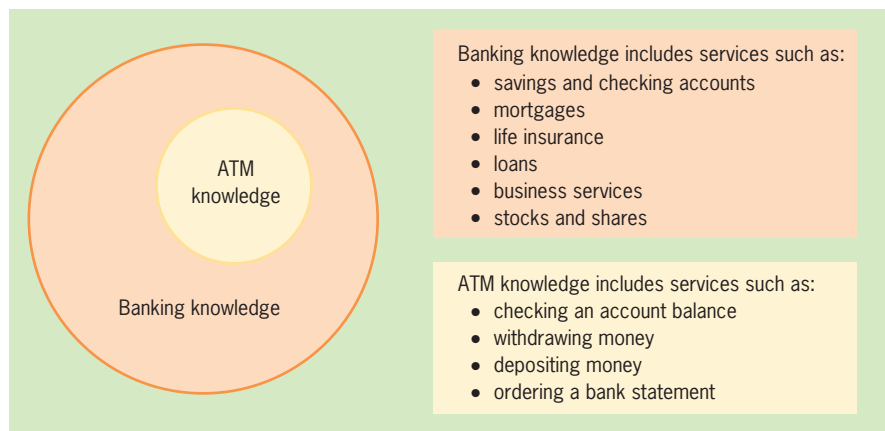 ATM
knowledge
Banking knowledge
Banking knowledge includes services such as:
• savings and checking accounts
• mortgages
• life insurance
• loans
• business services
• stocks and shares
ATM knowledge includes services such as:
• checking an account balance
• withdrawing money
• depositing money
• ordering a bank statement